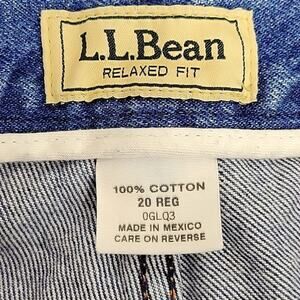 L.L.Bean
RELAXED FIT
100% COTTON
20 REG
0GLQ3
MADE IN MEXICO
CARE ON REVERSE